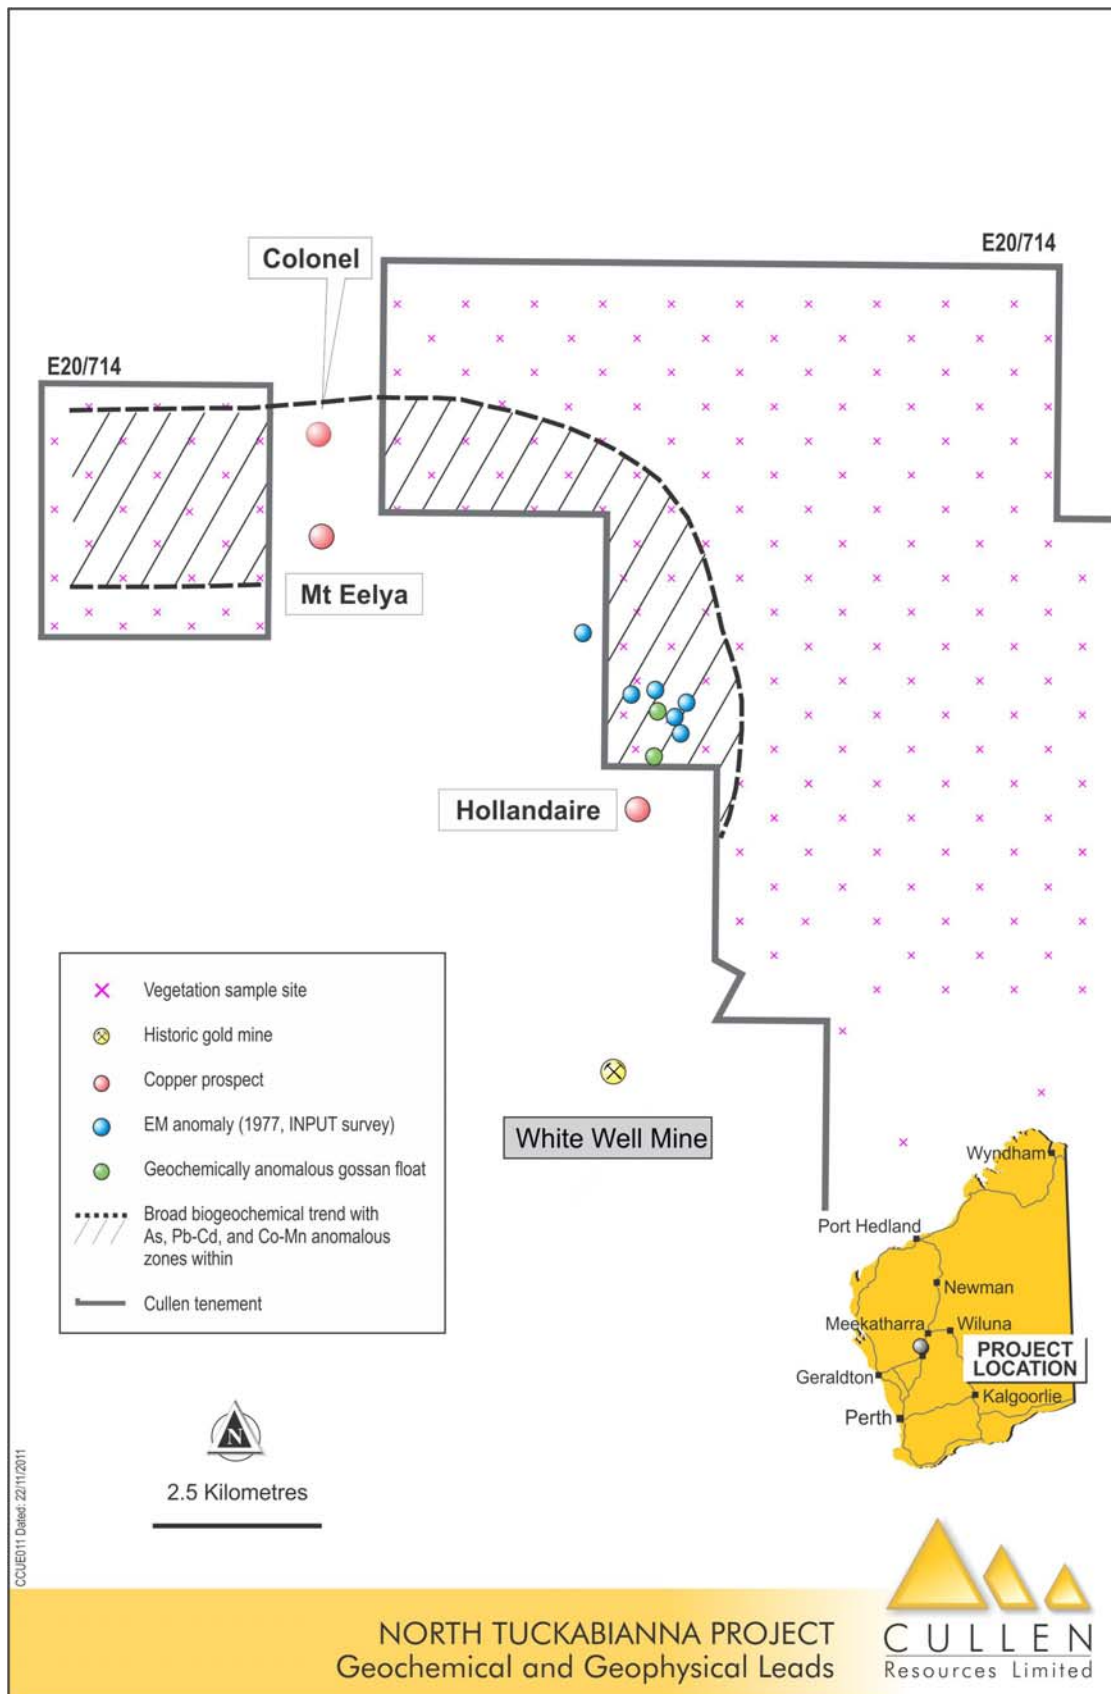 E20/714
Colonel
E20/714
Mt Eelya
Hollandaire
Vegetation sample site
Historic gold mine
Copper prospect
EM anomaly (1977, INPUT survey)
Geochemically anomalous gossan float
Broad biogeochemical trend with
As, Pb-Cd, and Co-Mn anomalous
zones within
Cullen tenement
White Well Mine
Wyndham
Port Hedland
Newman
Meekatharra
Wiluna
PROJECT
LOCATION
Geraldton
Kalgoorlie
Perth
N
2.5 Kilometres
CCUE011 Dated: 22/11/2011
NORTH TUCKABIANNA PROJECT
Geochemical and Geophysical Leads
CULLEN
Resources Limited